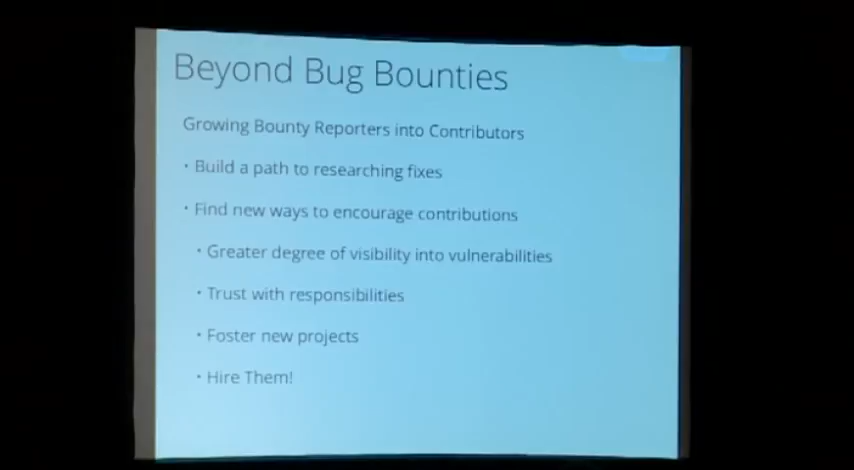 Beyond Bug Bounties
Growing Bounty Reporters into Contributors
• Build a path to researching fixes
• Find new ways to encourage contributions
• Greater degree of visibility into vulnerabilities
• Trust with responsibilities
• Foster new projects
• Hire Them!